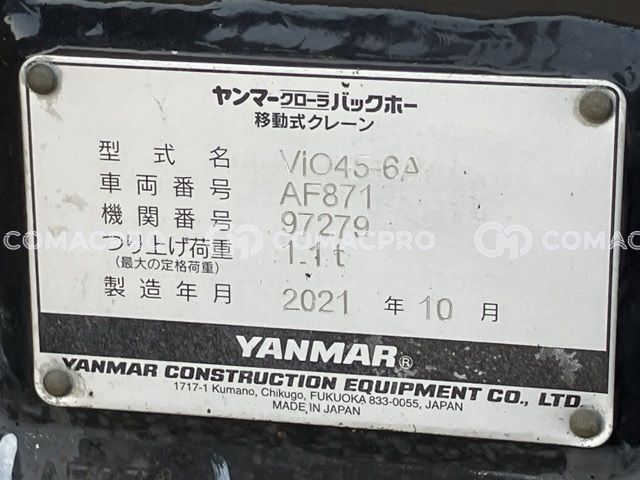 ヤンマークローラバックホー
移動式クレーン
型式名 ViO45-6A
車両番号 AF871
機関番号 97279
つり上げ荷重 1.1t
(最大の定格荷重)
製造年月 2021 年 10 月
COMACPRO COMACPRO COMAC
YANMAR®
YANMAR CONSTRUCTION EQUIPMENT CO., LTD
1717-1 Kumano, Chikugo, FUKUOKA 833-0055, JAPAN
MADE IN JAPAN